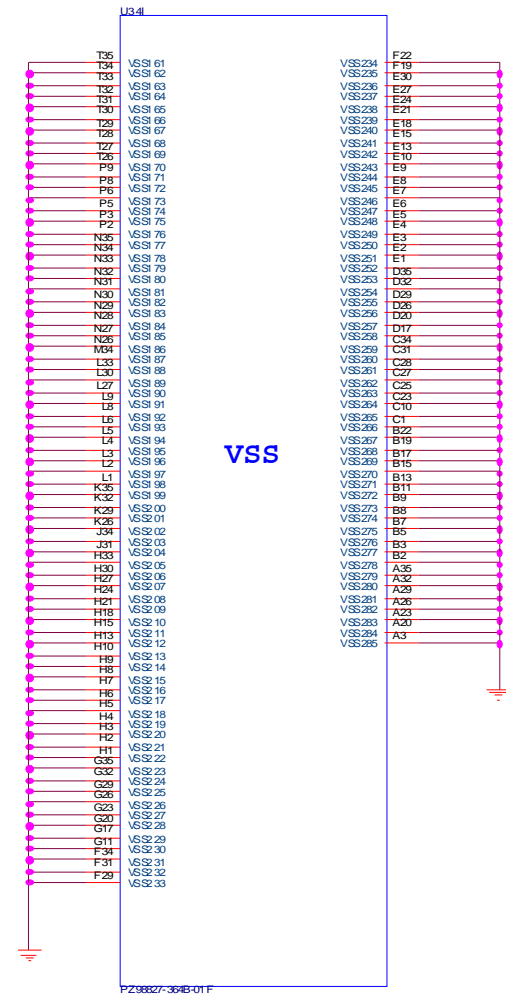 U34I
T35 VSS161 VSS234 F22
T34 VSS162 VSS235 F19
T33 VSS163 VSS236 E30
T32 VSS164 VSS237 E27
T31 VSS165 VSS238 E24
T30 VSS166 VSS239 E21
T29 VSS167 VSS240 E18
T28 VSS168 VSS241 E15
T27 VSS169 VSS242 E13
T26 VSS170 VSS243 E10
P9 VSS171 VSS244 E9
P8 VSS172 VSS245 E8
P6 VSS173 VSS246 E7
P5 VSS174 VSS247 E6
P3 VSS175 VSS248 E5
P2 VSS176 VSS249 E4
N35 VSS177 VSS250 E3
N34 VSS178 VSS251 E2
N33 VSS179 VSS252 E1
N32 VSS180 VSS253 D35
N31 VSS181 VSS254 D32
N30 VSS182 VSS255 D29
N29 VSS183 VSS256 D26
N28 VSS184 VSS257 D20
N27 VSS185 VSS258 D17
N26 VSS186 VSS259 C34
M34 VSS187 VSS260 C31
L33 VSS188 VSS261 C28
L30 VSS189 VSS262 C27
L27 VSS190 VSS263 C25
L9 VSS191 VSS264 C23
L8 VSS192 VSS265 C10
L6 VSS193 VSS266 C1
L5 VSS194 VSS267 B22
L4 VSS195 VSS268 B19
L3 VSS196 VSS269 B17
L2 VSS197 VSS270 B15
L1 VSS198 VSS271 B13
K35 VSS199 VSS272 B11
K32 VSS200 VSS273 B9
K29 VSS201 VSS274 B8
K26 VSS202 VSS275 B7
J34 VSS203 VSS276 B5
J31 VSS204 VSS277 B3
H33 VSS205 VSS278 B2
H30 VSS206 VSS279 A35
H27 VSS207 VSS280 A32
H24 VSS208 VSS281 A29
H21 VSS209 VSS282 A26
H18 VSS210 VSS283 A23
H15 VSS211 VSS284 A20
H13 VSS212 VSS285 A3
H10 VSS213
H9 VSS214
H8 VSS215
H7 VSS216
H6 VSS217
H5 VSS218
H4 VSS219
H3 VSS220
H2 VSS221
H1 VSS222
G35 VSS223
G32 VSS224
G29 VSS225
G26 VSS226
G23 VSS227
G20 VSS228
G17 VSS229
G11 VSS230
F34 VSS231
F31 VSS232
F29 VSS233
VSS
PZ98827-364B-01F